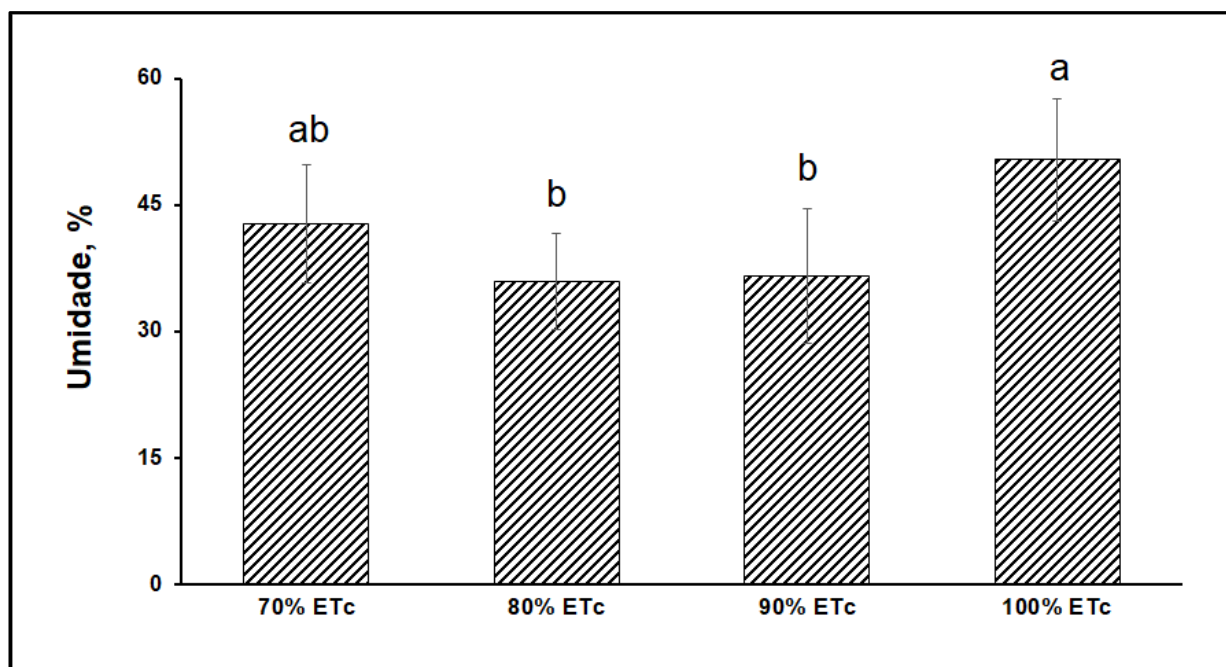 a
60
ab
b
b
45
Umidade, %
30
15
0
70% ETc
80% ETc
90% ETc
100% ETc